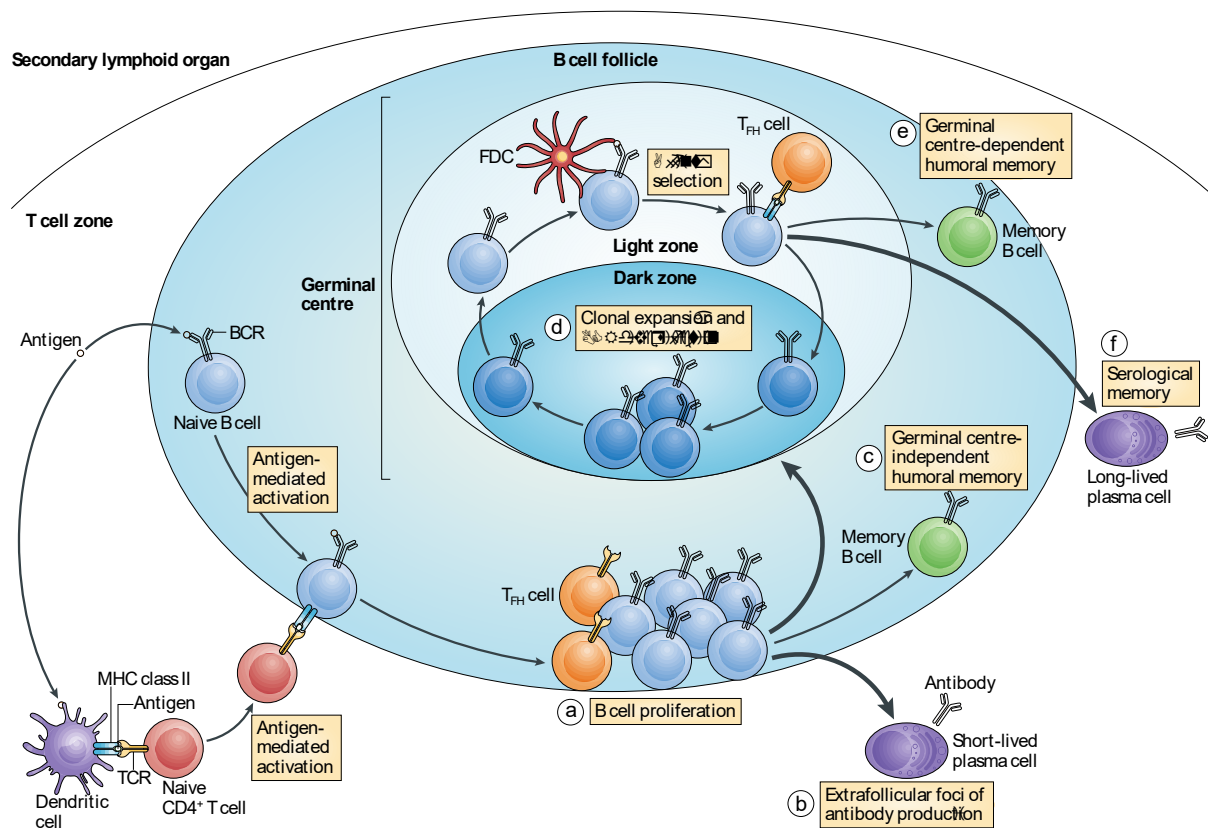 Secondary lymphoid organ
B cell follicle
T cell zone
Germinal
centre
FDC
selection
TFH cell
e
Germinal
centre-dependent
humoral memory
Memory
B cell
Light zone
Dark zone
d
Clonal expansion and
Antigen
BCR
Naive B cell
Antigen-
mediated
activation
f
Serological
memory
Long-lived
plasma cell
c
Germinal centre-
independent
humoral memory
Memory
B cell
TFH cell
a
B cell proliferation
MHC class II
Antigen
TCR
Dendritic
cell
Naive
CD4⁺ T cell
Antigen-
mediated
activation
Antibody
Short-lived
plasma cell
b
Extrafollicular foci of
antibody production